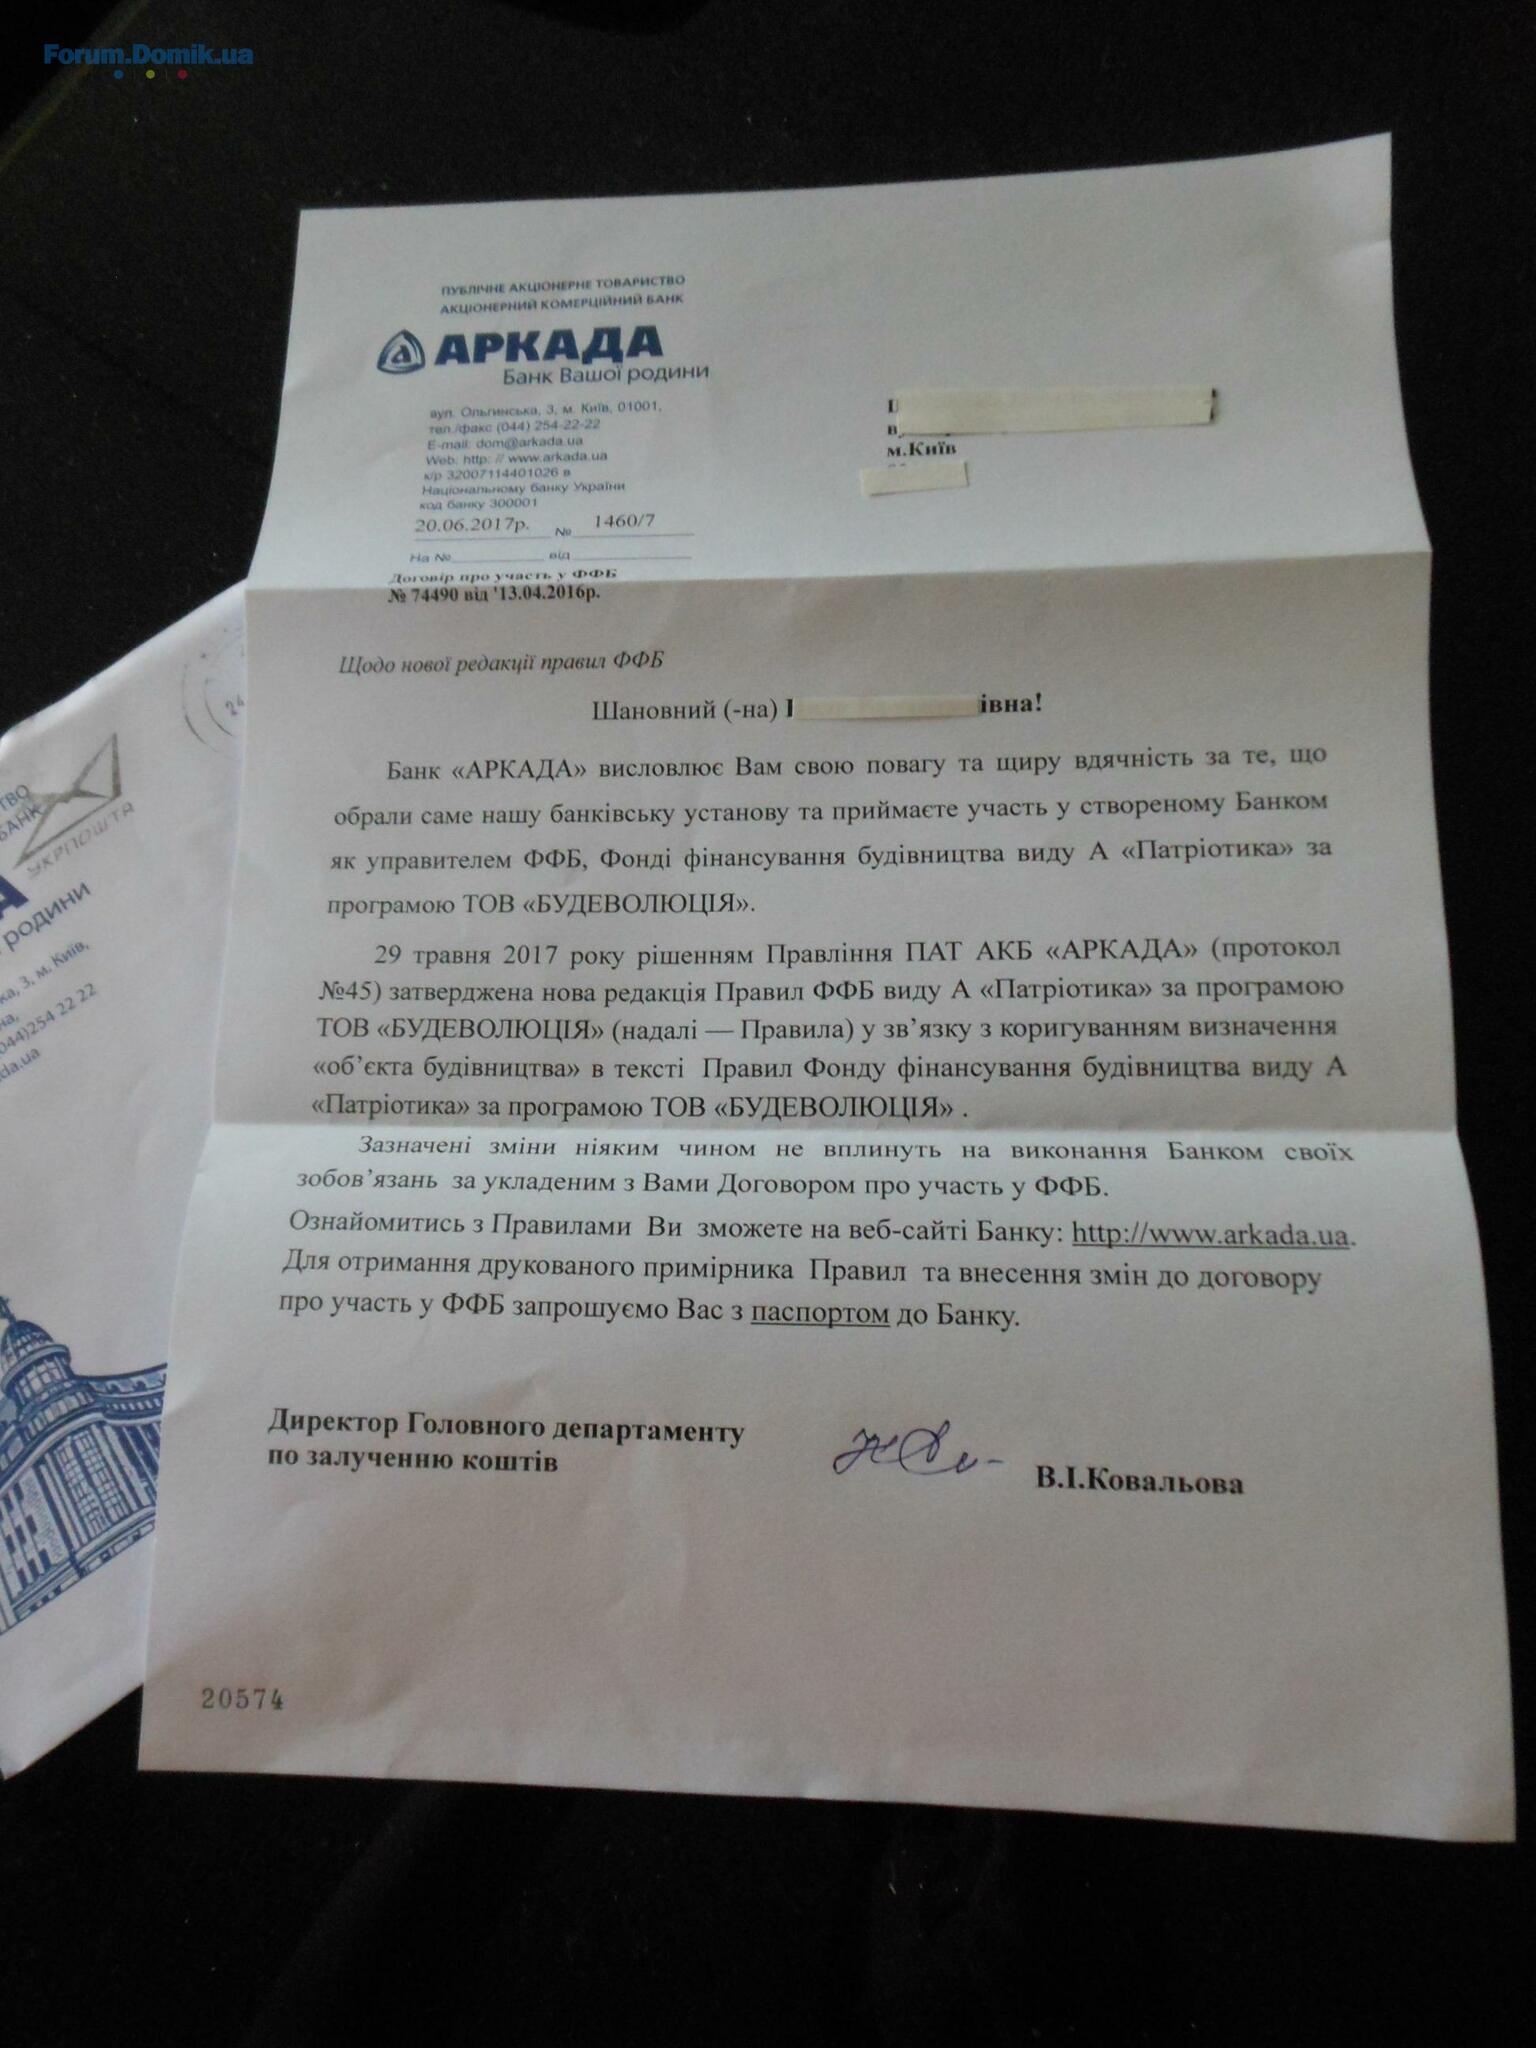 Forum.Domik.ua
ПУБЛІЧНЕ АКЦІОНЕРНЕ ТОВАРИСТВО
АКЦІОНЕРНИЙ КОМЕРЦІЙНИЙ БАНК
АРКАДА
Банк Вашої родини
вул. Ольгинська, 3, м. Київ, 01001,
тел./факс (044) 254-22-22
E-mail: dom@arkada.ua
Web: http: // www.arkada.ua
к/р 32007114401026 в
Національному банку України
код банку 300001
20.06.2017р. № 1460/7
На № від
Договір про участь у ФФБ
№ 74490 від '13.04.2016р.
м.Київ
Щодо нової редакції правил ФФБ
Шановний (-на) івна!
Банк «АРКАДА» висловлює Вам свою повагу та щиру вдячність за те, що
обрали саме нашу банківську установу та приймаєте участь у створеному Банком
як управителем ФФБ, Фонді фінансування будівництва виду А «Патріотика» за
програмою ТОВ «БУДЕВОЛЮЦІЯ».
29 травня 2017 року рішенням Правління ПАТ АКБ «АРКАДА» (протокол
№45) затверджена нова редакція Правил ФФБ виду А «Патріотика» за програмою
ТОВ «БУДЕВОЛЮЦІЯ» (надалі — Правила) у зв’язку з коригуванням визначення
«об’єкта будівництва» в тексті Правил Фонду фінансування будівництва виду А
«Патріотика» за програмою ТОВ «БУДЕВОЛЮЦІЯ» .
Зазначені зміни ніяким чином не вплинуть на виконання Банком своїх
зобов’язань за укладеним з Вами Договором про участь у ФФБ.
Ознайомитись з Правилами Ви зможете на веб-сайті Банку: http://www.arkada.ua.
Для отримання друкованого примірника Правил та внесення змін до договору
про участь у ФФБ запрошуємо Вас з паспортом до Банку.
Директор Головного департаменту
по залученню коштів
В.І.Ковальова
20574
УКРПОШТА
БАНК
родини
3, м. Київ,
(044)254 22 22